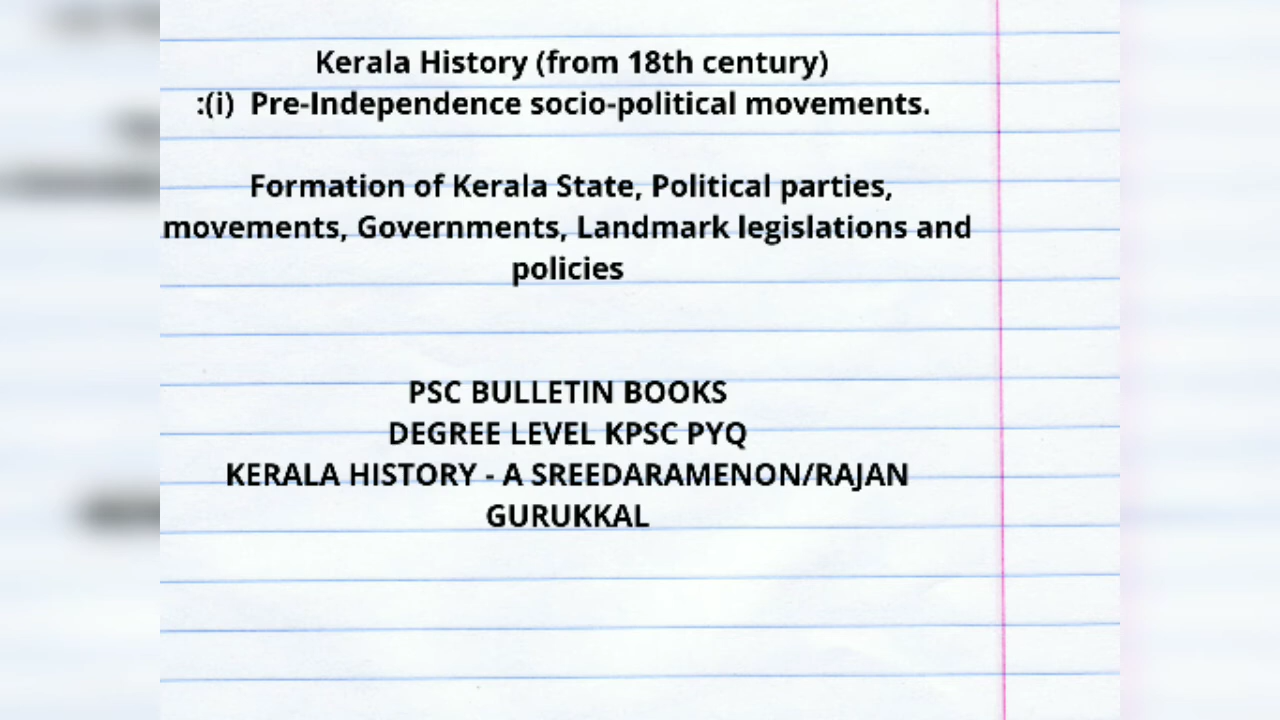 Kerala History (from 18th century)
:(i) Pre-Independence socio-political movements.
Formation of Kerala State, Political parties,
movements, Governments, Landmark legislations and
policies
PSC BULLETIN BOOKS
DEGREE LEVEL KPSC PYQ
KERALA HISTORY - A SREEDARAMENON/RAJAN
GURUKKAL